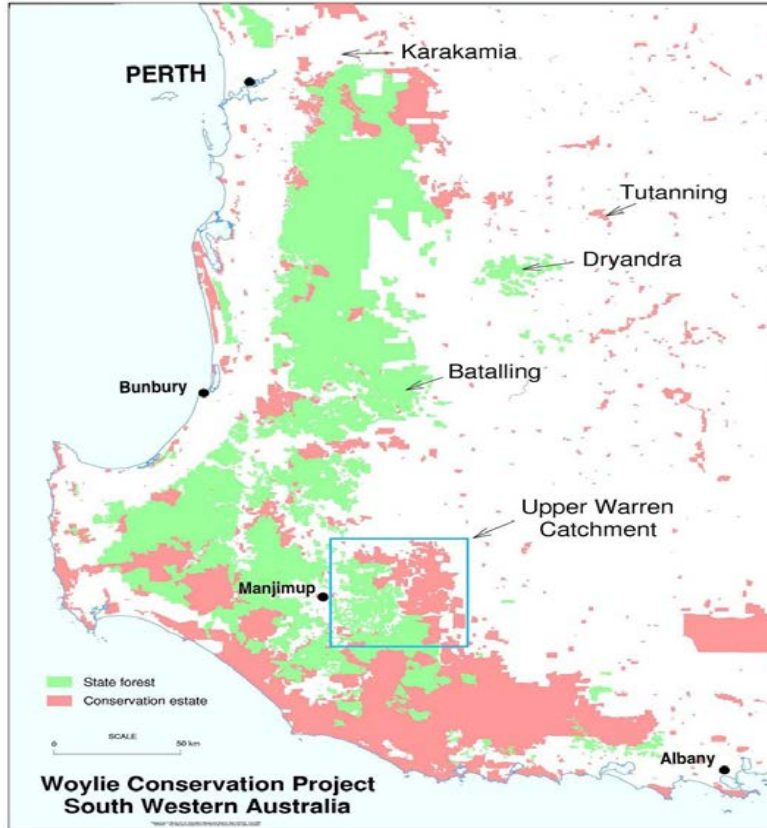 Karakamia
PERTH
Tutanning
Dryandra
Batalling
Bunbury
Upper Warren
Catchment
Manjimup
State forest
Conservation estate
SCALE
0 50 km
Albany
Woylie Conservation Project
South Western Australia